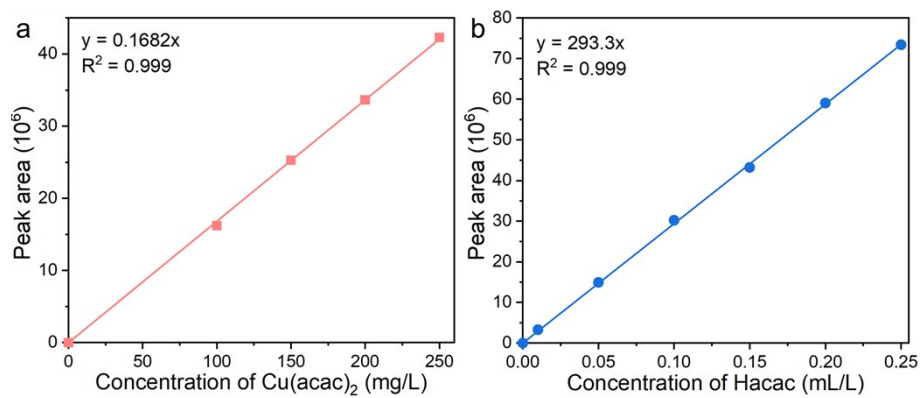 a
y = 0.1682x
R² = 0.999
Peak area (10⁶)
40
30
20
10
0
0 50 100 150 200 250
Concentration of Cu(acac)₂ (mg/L)
b
y = 293.3x
R² = 0.999
Peak area (10⁶)
80
70
60
50
40
30
20
10
0
0.00 0.05 0.10 0.15 0.20 0.25
Concentration of Hacac (mL/L)